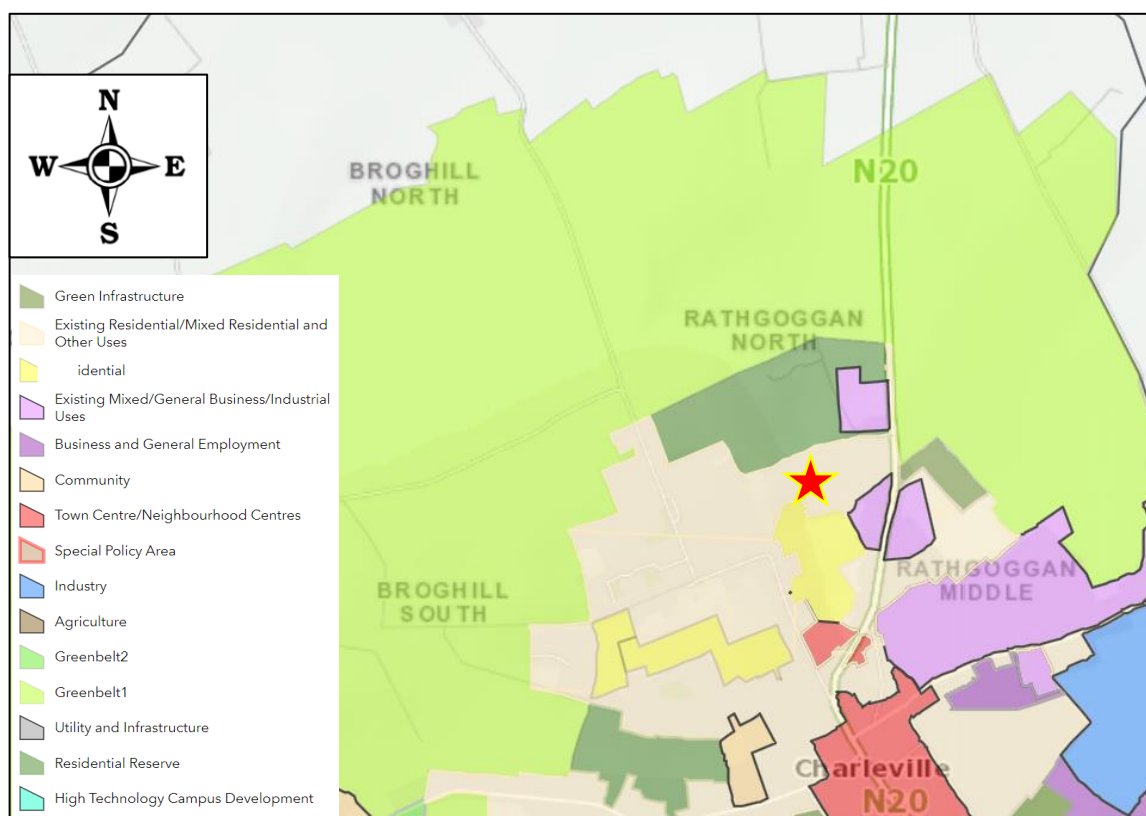 N
W E
S
BROGHILL
NORTH
N20
Green Infrastructure
Existing Residential/Mixed Residential and
Other Uses
idential
Existing Mixed/General Business/Industrial
Uses
Business and General Employment
Community
Town Centre/Neighbourhood Centres
Special Policy Area
Industry
Agriculture
Greenbelt2
Greenbelt1
Utility and Infrastructure
Residential Reserve
High Technology Campus Development
RATHGOGGAN
NORTH
RATHGOGGAN
MIDDLE
BROGHILL
SOUTH
Charleville
N20